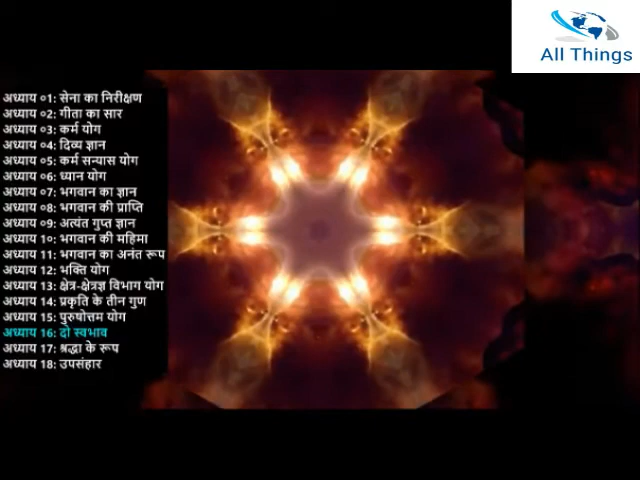 All Things
अध्याय ०1: सेना का निरीक्षण
अध्याय ०2: गीता का सार
अध्याय ०3: कर्म योग
अध्याय ०4: दिव्य ज्ञान
अध्याय ०5: कर्म सन्यास योग
अध्याय ०6: ध्यान योग
अध्याय ०7: भगवान का ज्ञान
अध्याय ०8: भगवान की प्राप्ति
अध्याय ०9: अत्यंत गुप्त ज्ञान
अध्याय 1०: भगवान की महिमा
अध्याय 11: भगवान का अनंत रूप
अध्याय 12: भक्ति योग
अध्याय 13: क्षेत्र-क्षेत्रज्ञ विभाग योग
अध्याय 14: प्रकृति के तीन गुण
अध्याय 15: पुरुषोत्तम योग
अध्याय 16: दो स्वभाव
अध्याय 17: श्रद्धा के रूप
अध्याय 18: उपसंहार